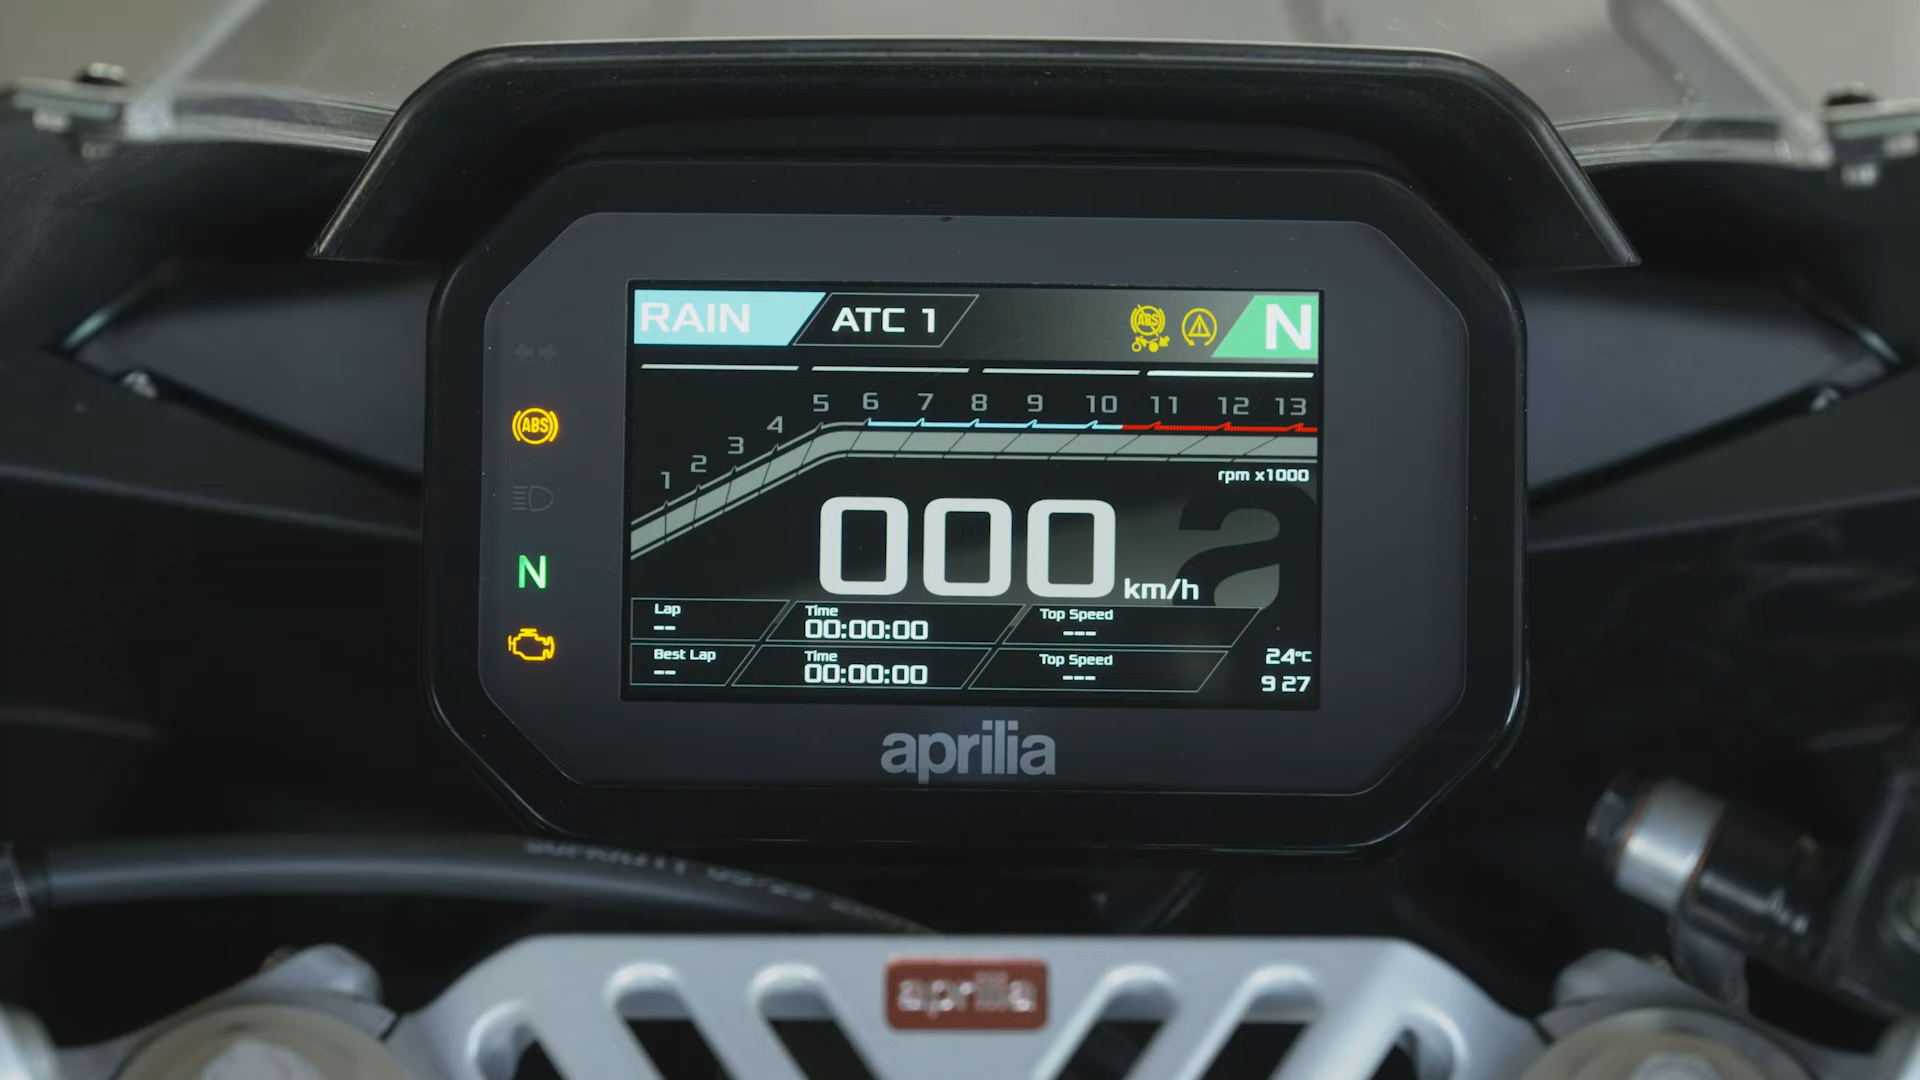 RAIN ATC 1 ABS N
1 2 3 4 5 6 7 8 9 10 11 12 13
rpm x1000
ABS
000 km/h
a
N
Lap Time Top Speed
-- 00:00:00 ---
Best Lap Time Top Speed
-- 00:00:00 ---
24°C
9 27
aprilia
aprilia